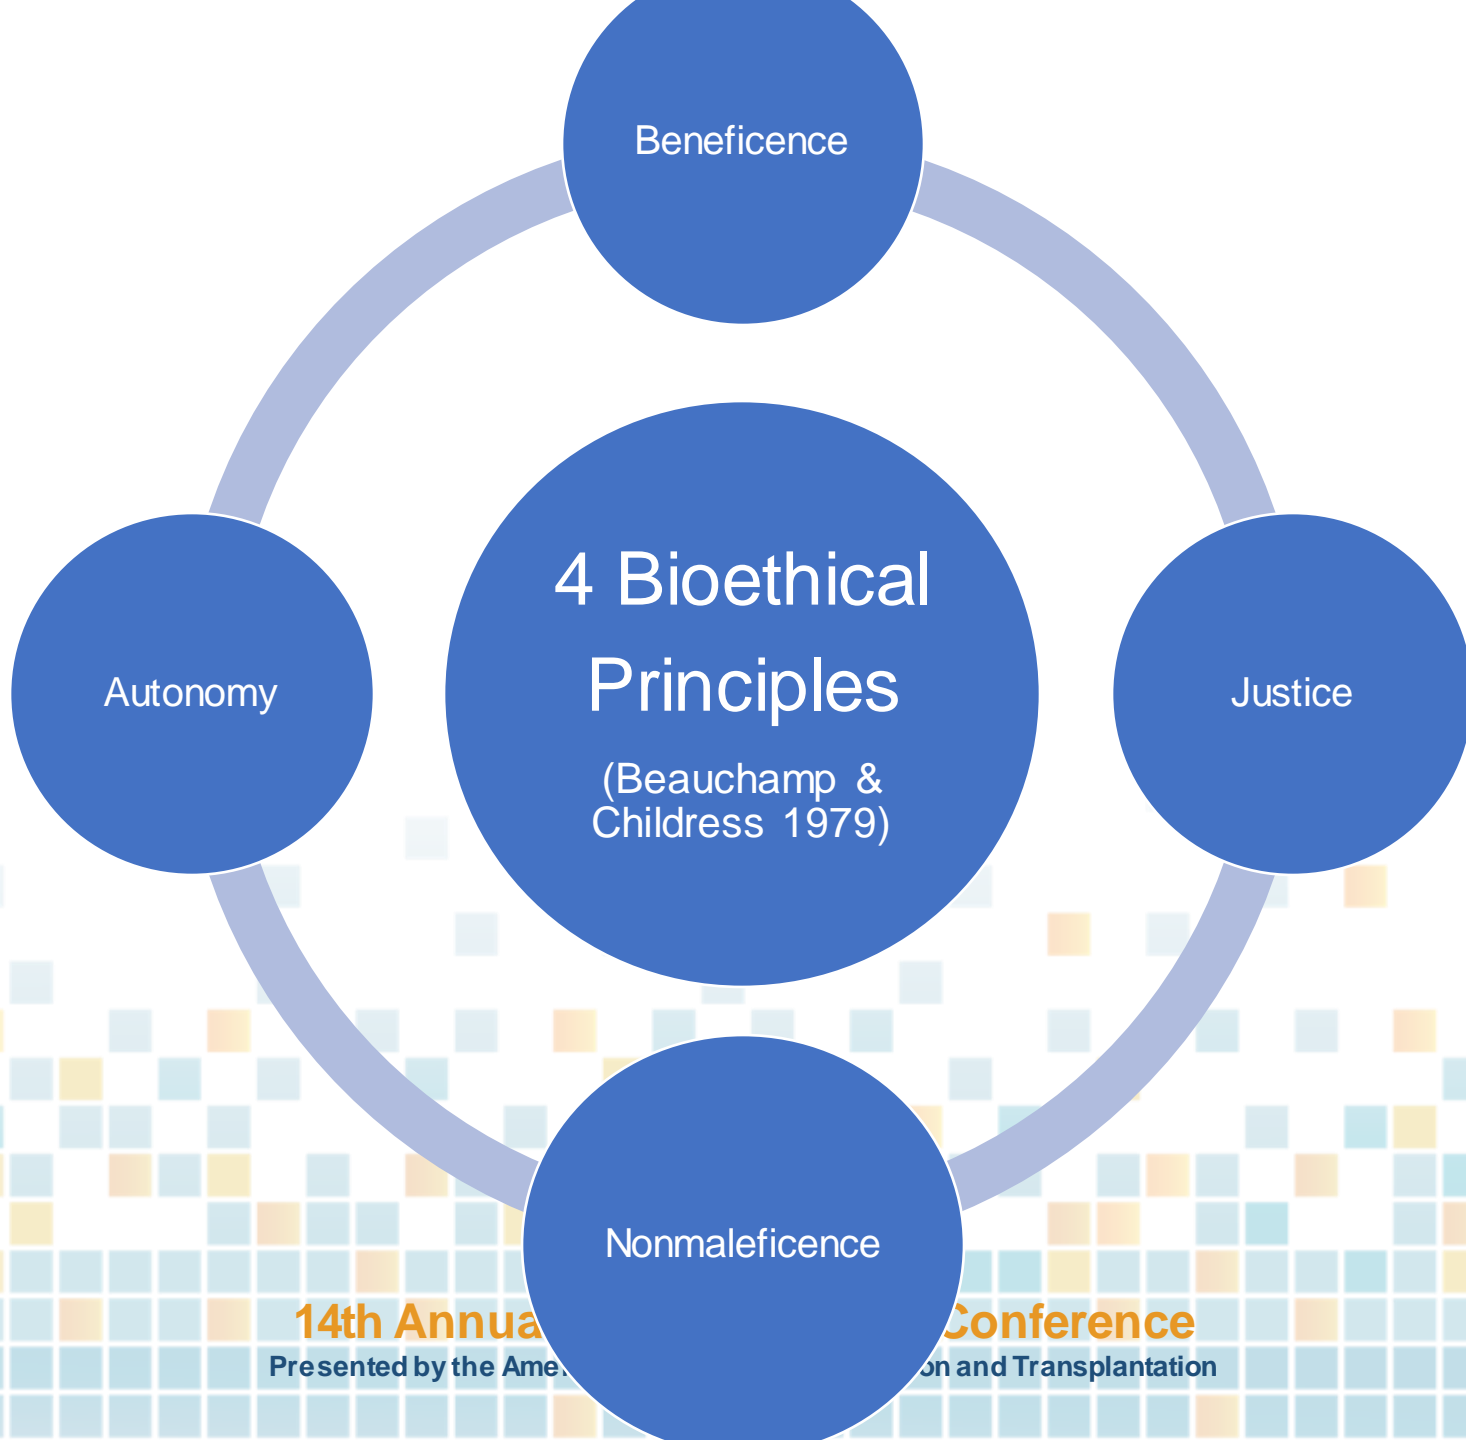 Beneficence
4 Bioethical
Principles
(Beauchamp &
Childress 1979)
Autonomy
Justice
Nonmaleficence
14th Annua Conference
Presented by the Ame on and Transplantation